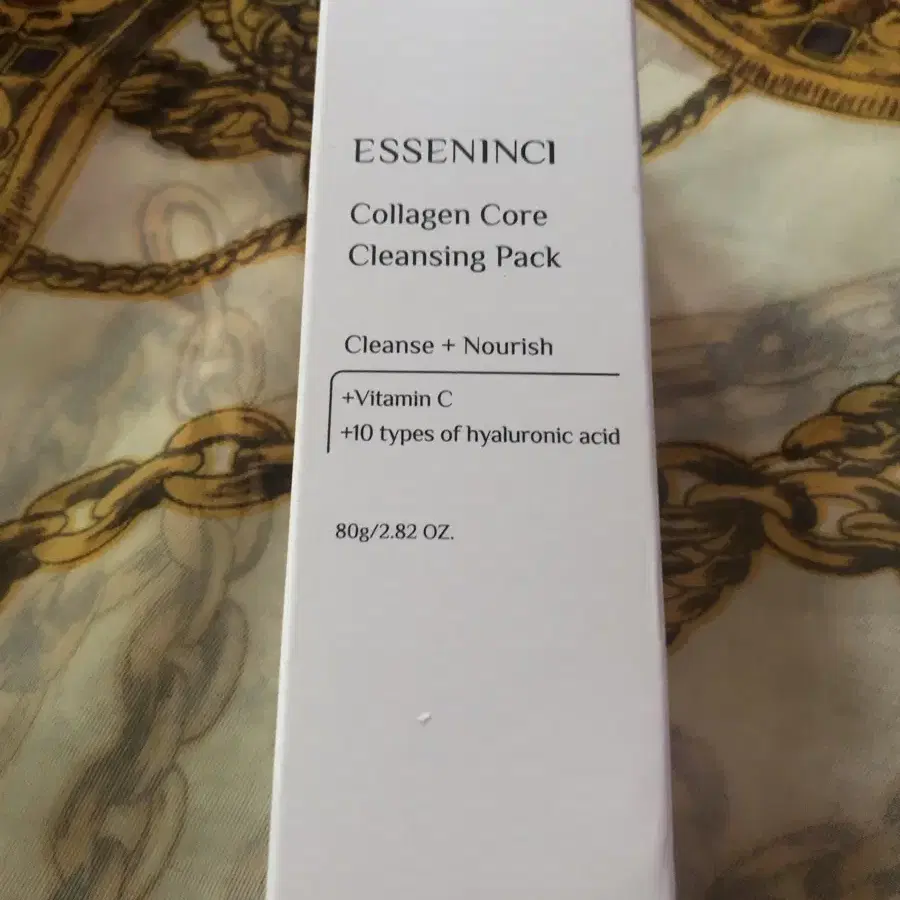 ESSENINCI
Collagen Core
Cleansing Pack
Cleanse + Nourish
+Vitamin C
+10 types of hyaluronic acid
80g/2.82 OZ.